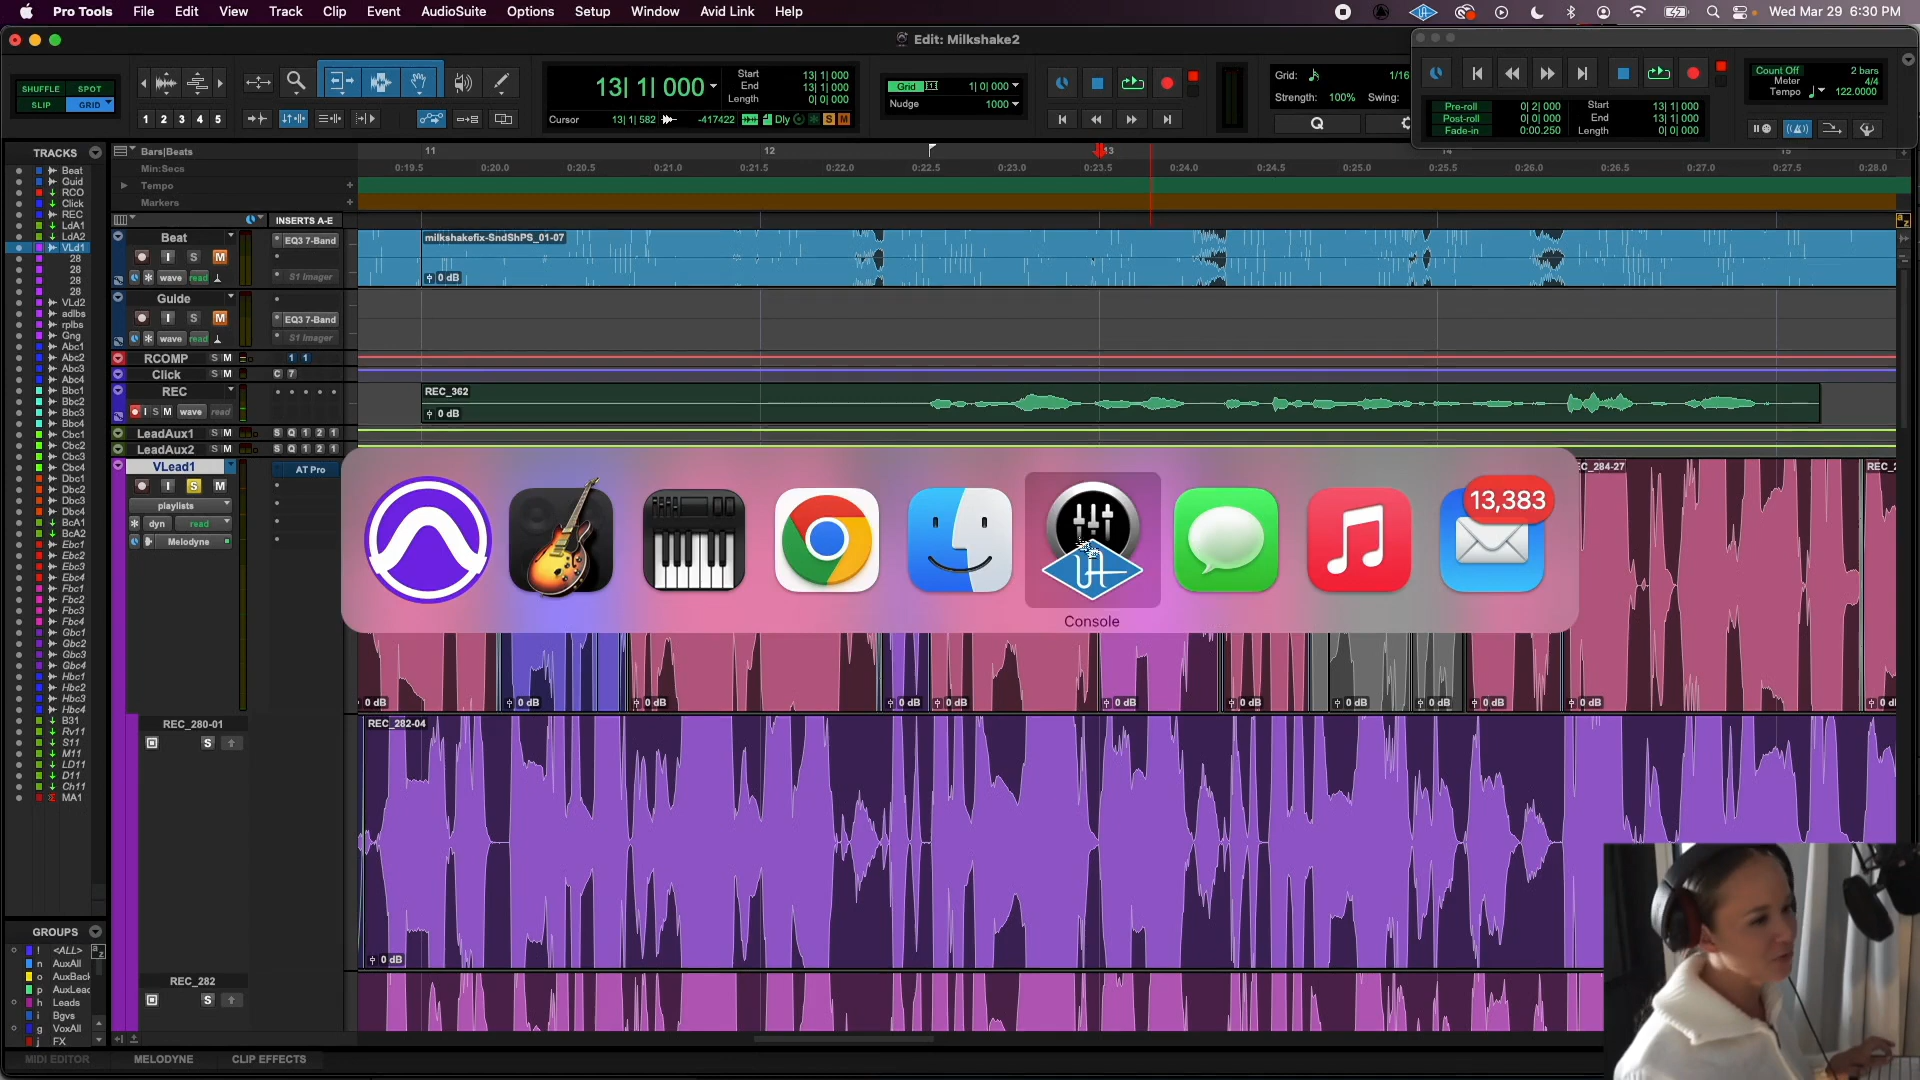 Pro Tools File Edit View Track Clip Event AudioSuite Options Setup Window Avid Link Help
Wed Mar 29 6:30 PM
Edit: Milkshake2
SHUFFLE SPOT
SLIP GRID
1 2 3 4 5
13| 1| 000
Start 13| 1| 000
End 13| 1| 000
Length 0| 0| 000
Cursor 13| 1| 582 -417422 Dly S M
Grid 1| 0| 000
Nudge 1000
Grid: 1/16
Strength: 100% Swing:
Q
Pre-roll 0| 2| 000
Post-roll 0| 0| 000
Fade-in 0:00.250
Start 13| 1| 000
End 13| 1| 000
Length 0| 0| 000
Count Off 2 bars
Meter 4/4
Tempo 122.0000
TRACKS
Beat
Guid
RCO
Click
REC
LdA1
LdA2
VLd1
28
28
28
28
VLd2
adlbs
rplbs
Gng
Abc1
Abc2
Abc3
Abc4
Bbc1
Bbc2
Bbc3
Bbc4
Cbc1
Cbc2
Cbc3
Cbc4
Dbc1
Dbc2
Dbc3
Dbc4
BcA1
BcA2
Ebc1
Ebc2
Ebc3
Ebc4
Fbc1
Fbc2
Fbc3
Fbc4
Gbc1
Gbc2
Gbc3
Gbc4
Hbc1
Hbc2
Hbc3
Hbc4
B31
Rv11
S11
M11
LD11
D11
Ch11
MA1
GROUPS
! <ALL>
n AuxAll
o AuxBack
p AuxLeac
h Leads
i Bgvs
g VoxAll
j FX
Bars|Beats 11 12 13 14 15
Min:Secs 0:19.5 0:20.0 0:20.5 0:21.0 0:21.5 0:22.0 0:22.5 0:23.0 0:23.5 0:24.0 0:24.5 0:25.0 0:25.5 0:26.0 0:26.5 0:27.0 0:27.5 0:28.0
Tempo
Markers
INSERTS A-E
Beat
EQ3 7-Band
I S M
wave read
S1 Imager
milkshakefix-SndShPS_01-07
0 dB
Guide
I S M
EQ3 7-Band
wave read
S1 Imager
RCOMP S M 1 1
Click S M C 7
REC
I S M wave read
REC_362
0 dB
LeadAux1 S M S Q 1 2 1
LeadAux2 S M S Q 1 2 1
VLead1
AT Pro
I S M
playlists
dyn read
Melodyne
13,383
Console
C_284-27
0 dB 0 dB 0 dB 0 dB 0 dB 0 dB 0 dB 0 dB 0 dB 0 dB 0 dB
REC_280-01
S
REC_282-04
0 dB
REC_282
S
MIDI EDITOR MELODYNE CLIP EFFECTS